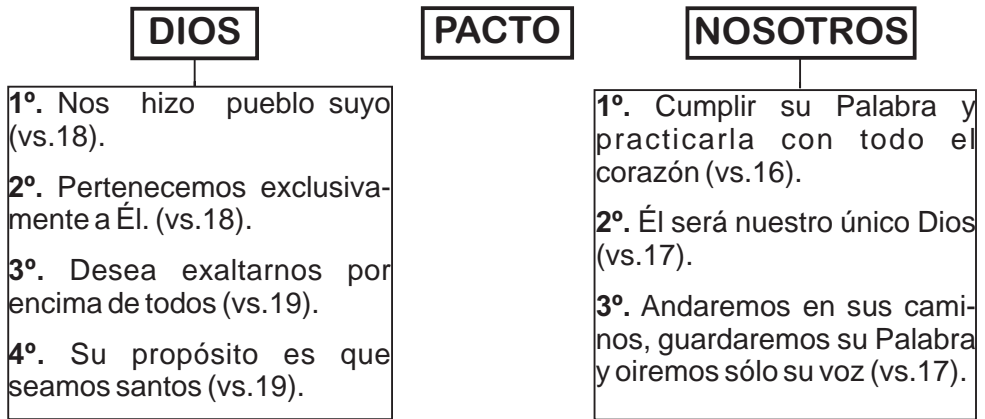 DIOS
PACTO
NOSOTROS
1º. Nos hizo pueblo suyo
(vs.18).
2º. Pertenecemos exclusiva-
mente a Él. (vs.18).
3º. Desea exaltarnos por
encima de todos (vs.19).
4º. Su propósito es que
seamos santos (vs.19).
1º. Cumplir su Palabra y
practicarla con todo el
corazón (vs.16).
2º. Él será nuestro único Dios
(vs.17).
3º. Andaremos en sus cami-
nos, guardaremos su Palabra
y oiremos sólo su voz (vs.17).